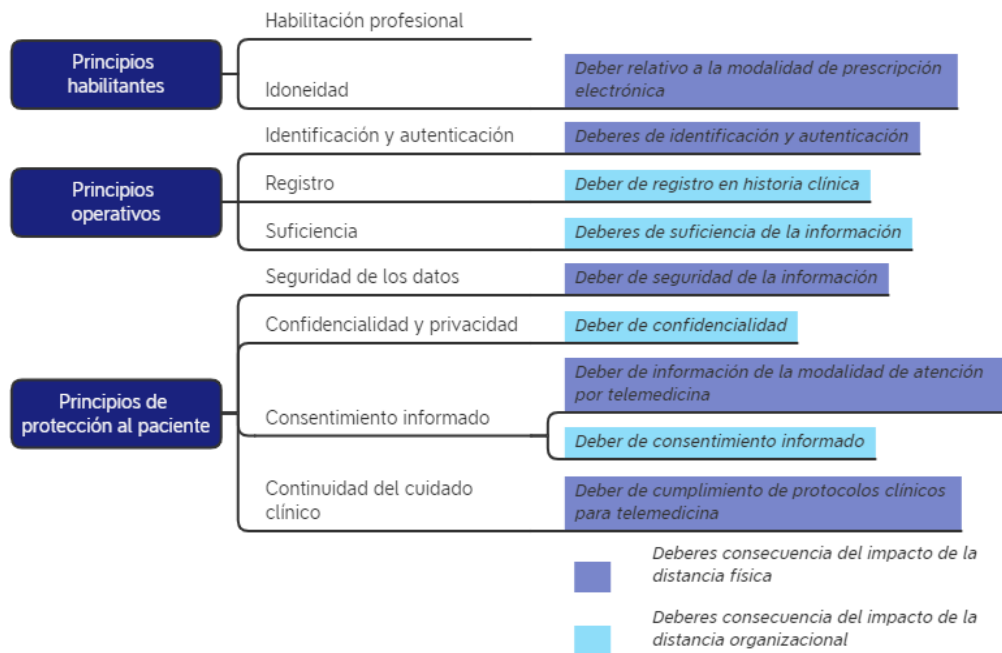 Principios
habilitantes
Habilitación profesional
Idoneidad
Deber relativo a la modalidad de prescripción
electrónica
Principios
operativos
Identificación y autenticación
Deberes de identificación y autenticación
Registro
Deber de registro en historia clínica
Suficiencia
Deberes de suficiencia de la información
Principios de
protección al paciente
Seguridad de los datos
Deber de seguridad de la información
Confidencialidad y privacidad
Deber de confidencialidad
Consentimiento informado
Deber de información de la modalidad de atención
por telemedicina
Deber de consentimiento informado
Continuidad del cuidado
clínico
Deber de cumplimiento de protocolos clínicos
para telemedicina
Deberes consecuencia del impacto de la
distancia física
Deberes consecuencia del impacto de la
distancia organizacional